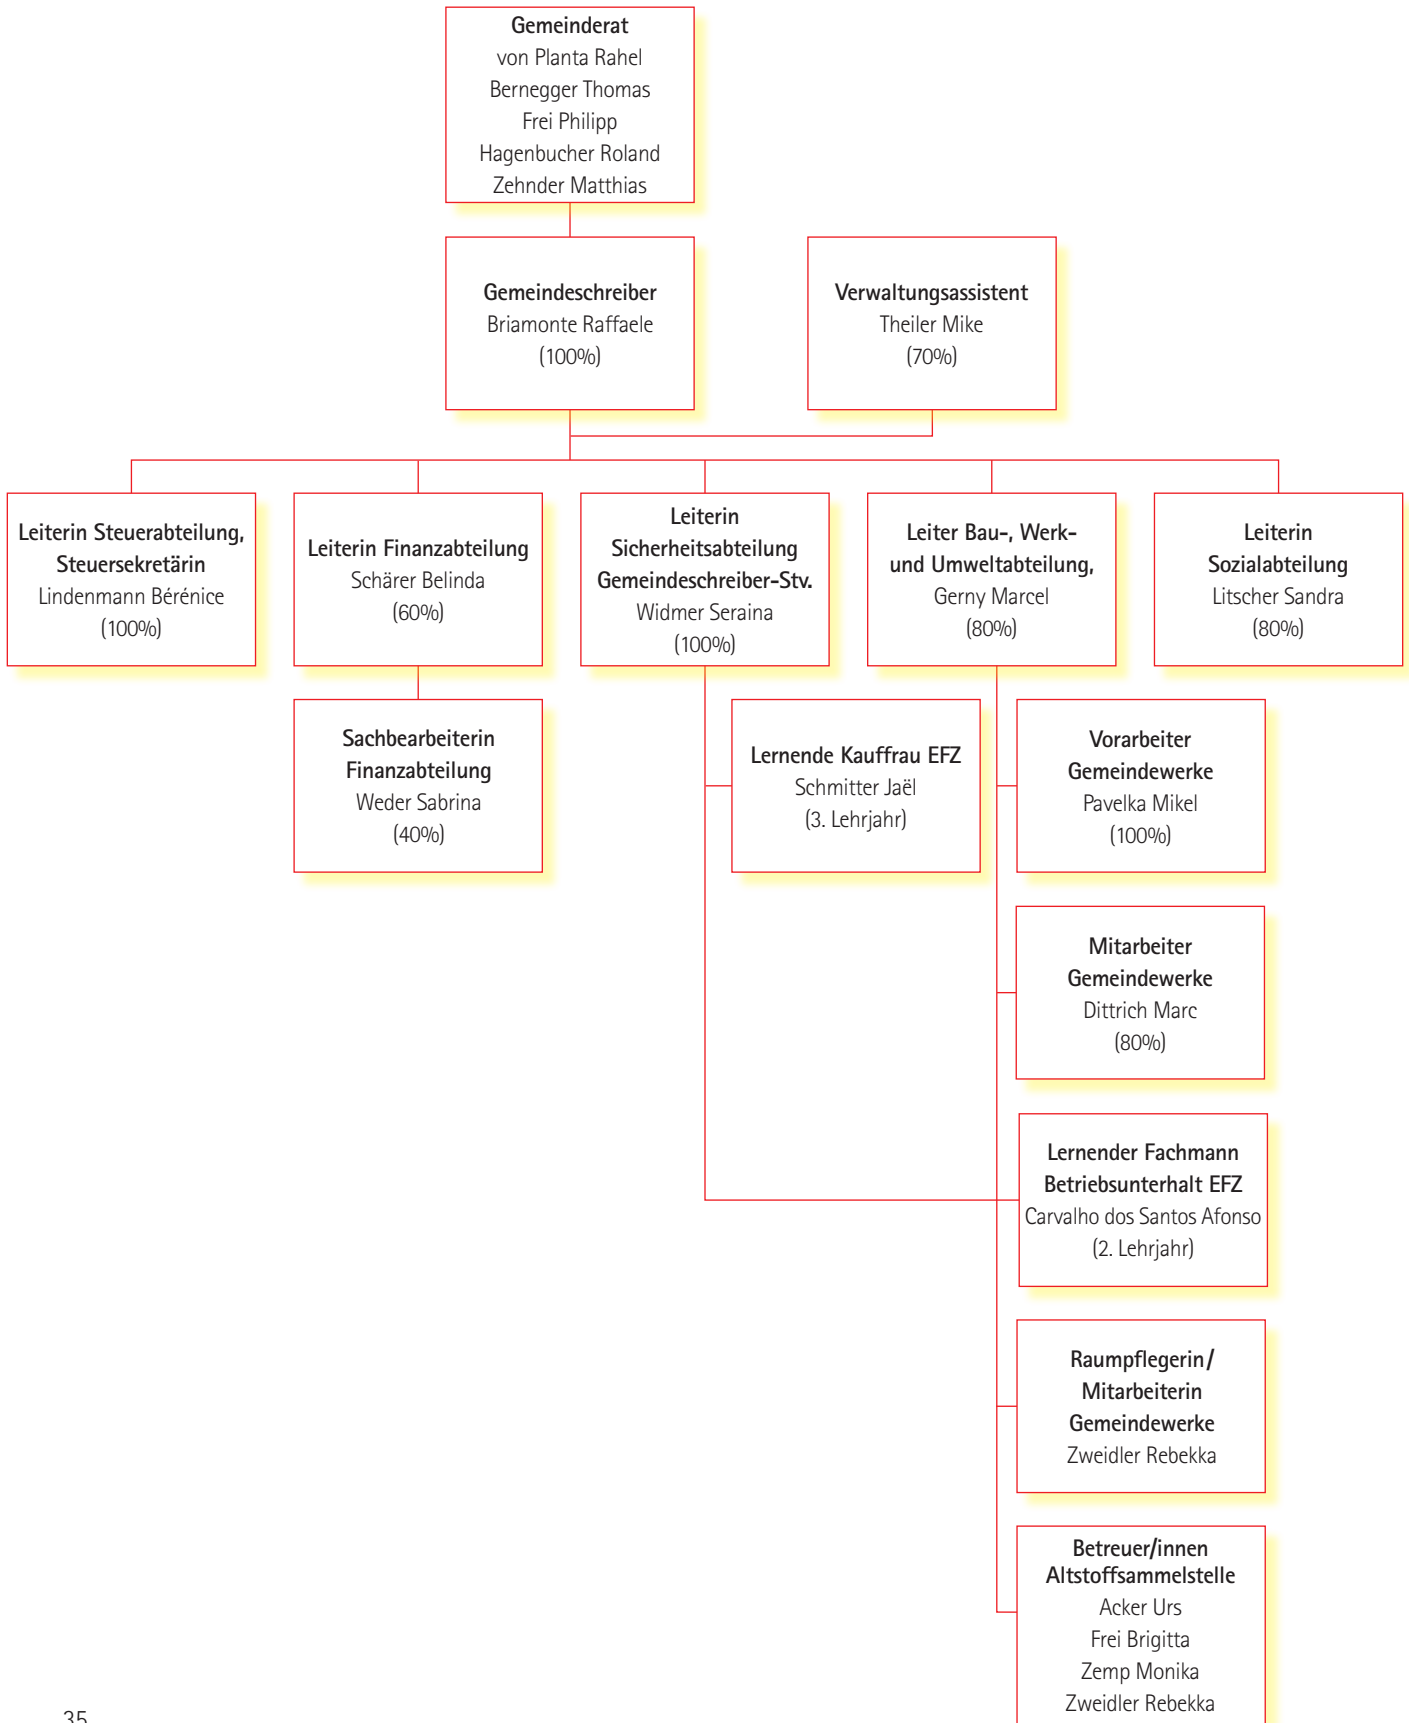 Gemeinderat
von Planta Rahel
Bernegger Thomas
Frei Philipp
Hagenbucher Roland
Zehnder Matthias
Gemeindeschreiber
Briamonte Raffaele
(100%)
Verwaltungsassistent
Theiler Mike
(70%)
Leiterin Steuerabteilung,
Steuersekretärin
Lindenmann Bérénice
(100%)
Leiterin Finanzabteilung
Schärer Belinda
(60%)
Leiterin
Sicherheitsabteilung
Gemeindeschreiber-Stv.
Widmer Seraina
(100%)
Leiter Bau-, Werk-
und Umweltabteilung,
Gerny Marcel
(80%)
Leiterin
Sozialabteilung
Litscher Sandra
(80%)
Sachbearbeiterin
Finanzabteilung
Weder Sabrina
(40%)
Lernende Kauffrau EFZ
Schmitter Jaël
(3. Lehrjahr)
Vorarbeiter
Gemeindewerke
Pavelka Mikel
(100%)
Mitarbeiter
Gemeindewerke
Dittrich Marc
(80%)
Lernender Fachmann
Betriebsunterhalt EFZ
Carvalho dos Santos Afonso
(2. Lehrjahr)
Raumpflegerin/
Mitarbeiterin
Gemeindewerke
Zweidler Rebekka
Betreuer/innen
Altstoffsammelstelle
Acker Urs
Frei Brigitta
Zemp Monika
Zweidler Rebekka
35